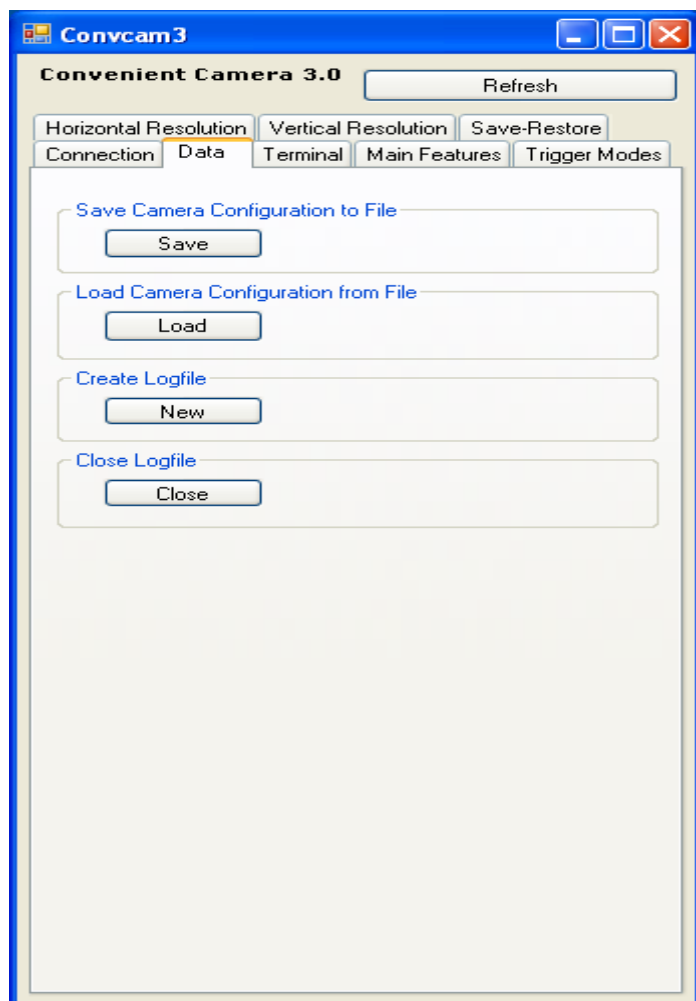 Convcam3
Convenient Camera 3.0 Refresh
Horizontal Resolution Vertical Resolution Save-Restore
Connection Data Terminal Main Features Trigger Modes
Save Camera Configuration to File
Save
Load Camera Configuration from File
Load
Create Logfile
New
Close Logfile
Close